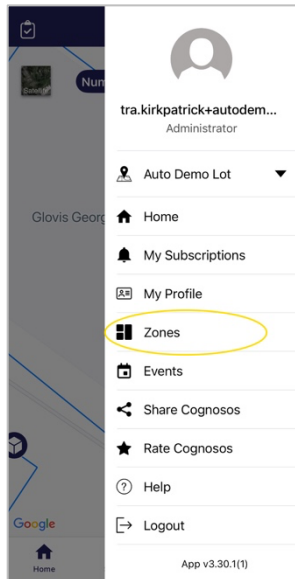 Satellite
Num
tra.kirkpatrick+autodem...
Administrator
Auto Demo Lot
Glovis Georg
Home
My Subscriptions
My Profile
Zones
Events
Share Cognosos
Rate Cognosos
Help
Google
Logout
Home
App v3.30.1(1)